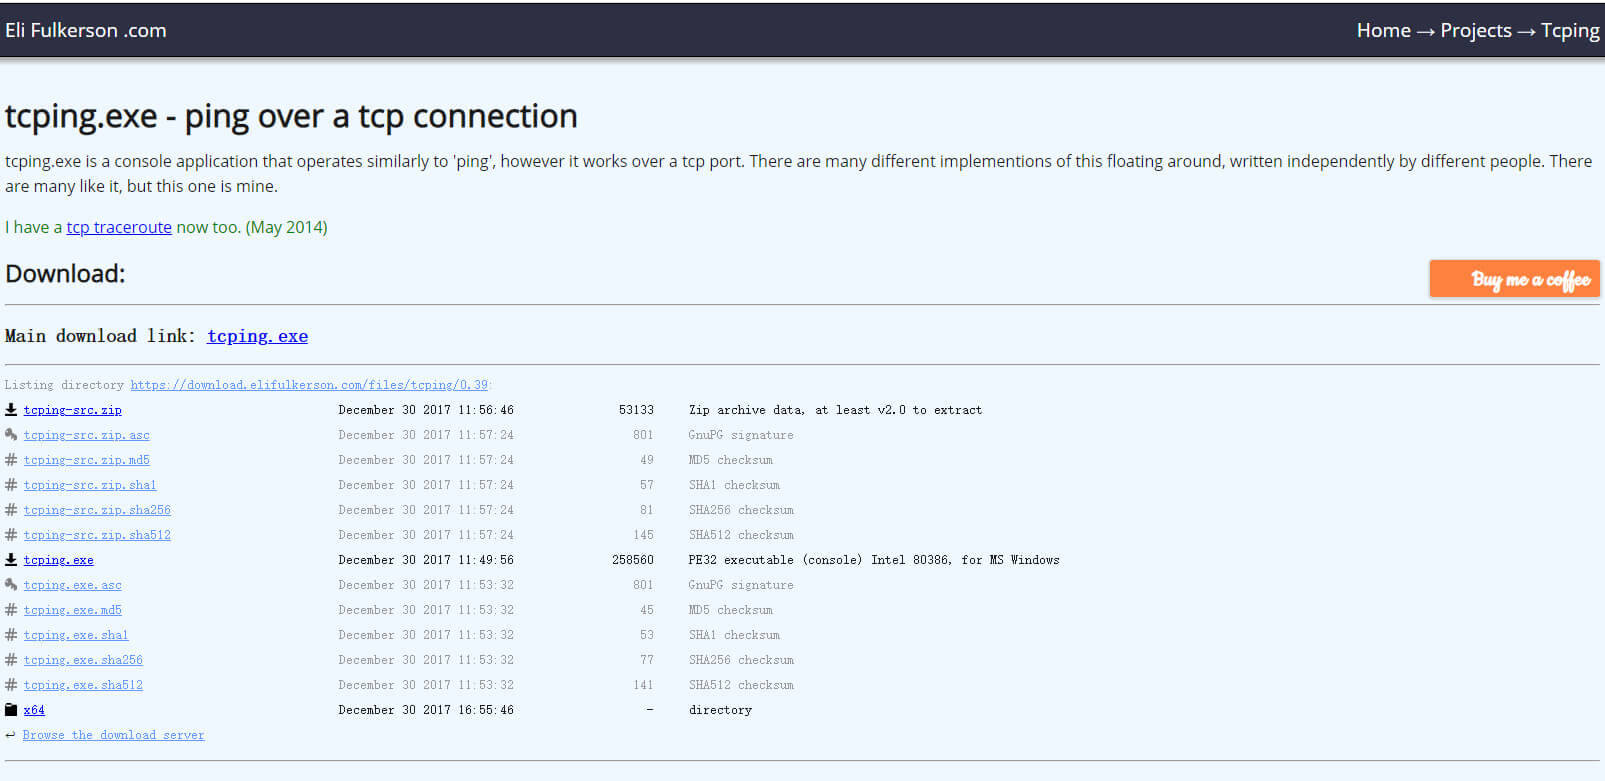 Eli Fulkerson .com
Home → Projects → Tcping
tcping.exe - ping over a tcp connection
tcping.exe is a console application that operates similarly to 'ping', however it works over a tcp port. There are many different implementions of this floating around, written independently by different people. There
are many like it, but this one is mine.
I have a tcp traceroute now too. (May 2014)
Download:
Buy me a coffee
Main download link: tcping.exe
Listing directory https://download.elifulkerson.com/files/tcping/0.39:
tcping-src.zip December 30 2017 11:56:46 53133 Zip archive data, at least v2.0 to extract
tcping-src.zip.asc December 30 2017 11:57:24 801 GnuPG signature
# tcping-src.zip.md5 December 30 2017 11:57:24 49 MD5 checksum
# tcping-src.zip.sha1 December 30 2017 11:57:24 57 SHA1 checksum
# tcping-src.zip.sha256 December 30 2017 11:57:24 81 SHA256 checksum
# tcping-src.zip.sha512 December 30 2017 11:57:24 145 SHA512 checksum
tcping.exe December 30 2017 11:49:56 258560 PE32 executable (console) Intel 80386, for MS Windows
tcping.exe.asc December 30 2017 11:53:32 801 GnuPG signature
# tcping.exe.md5 December 30 2017 11:53:32 45 MD5 checksum
# tcping.exe.sha1 December 30 2017 11:53:32 53 SHA1 checksum
# tcping.exe.sha256 December 30 2017 11:53:32 77 SHA256 checksum
# tcping.exe.sha512 December 30 2017 11:53:32 141 SHA512 checksum
x64 December 30 2017 16:55:46 - directory
↩ Browse the download server